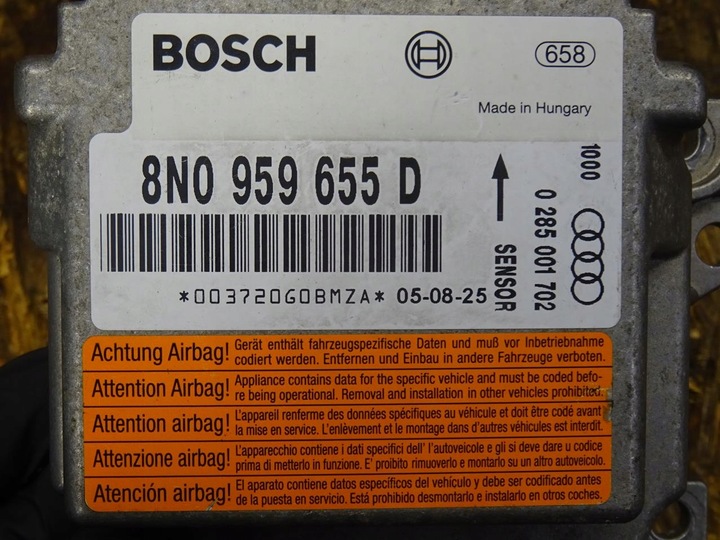 BOSCH
658
Made in Hungary
8N0 959 655 D
1000
0 285 001 702
SENSOR
*003720G0BMZA* 05-08-25
Achtung Airbag! Gerät enthält fahrzeugspezifische Daten und muß vor Inbetriebnahme
codiert werden. Entfernen und Einbau in andere Fahrzeuge verboten.
Attention Airbag! Appliance contains data for the specific vehicle and must be coded befo-
re being operational. Removal and installation in other vehicles prohibited.
Attention airbag! L'appareil renferme des données spécifiques au véhicule et doit être codé avant
la mise en service. L'enlèvement et le montage dans d'autres véhicules est interdit.
Attenzione airbag! L'apparecchio contiene i dati specifici dell' l'autoveicolo e gli si deve dare u codice
prima di metterlo in funzione. E' proibito rimuoverlo e montarlo su un altro autoveicolo.
Atención airbag! El aparato contiene datos específicos del vehículo y debe ser codificado antes
de la puesta en servicio. Está prohibido desmontarlo e instalarlo en otros coches.